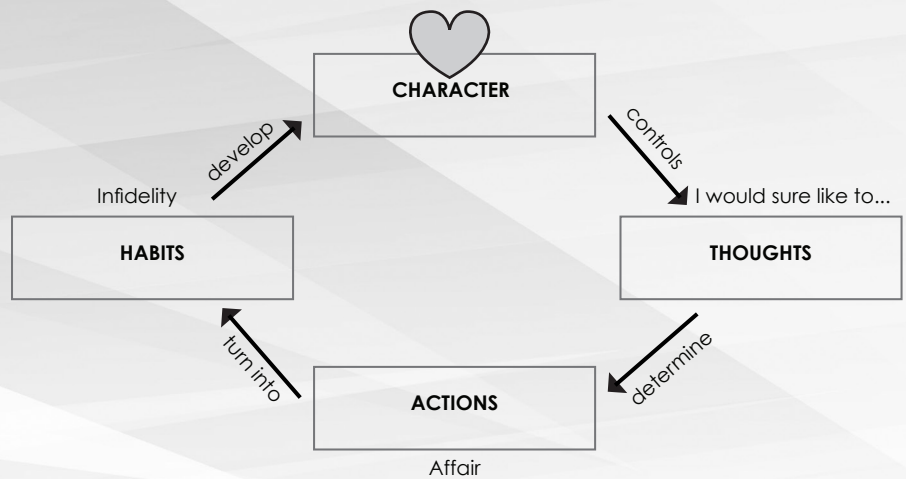 CHARACTER
controls
I would sure like to...
THOUGHTS
determine
ACTIONS
Affair
turn into
Infidelity
HABITS
develop